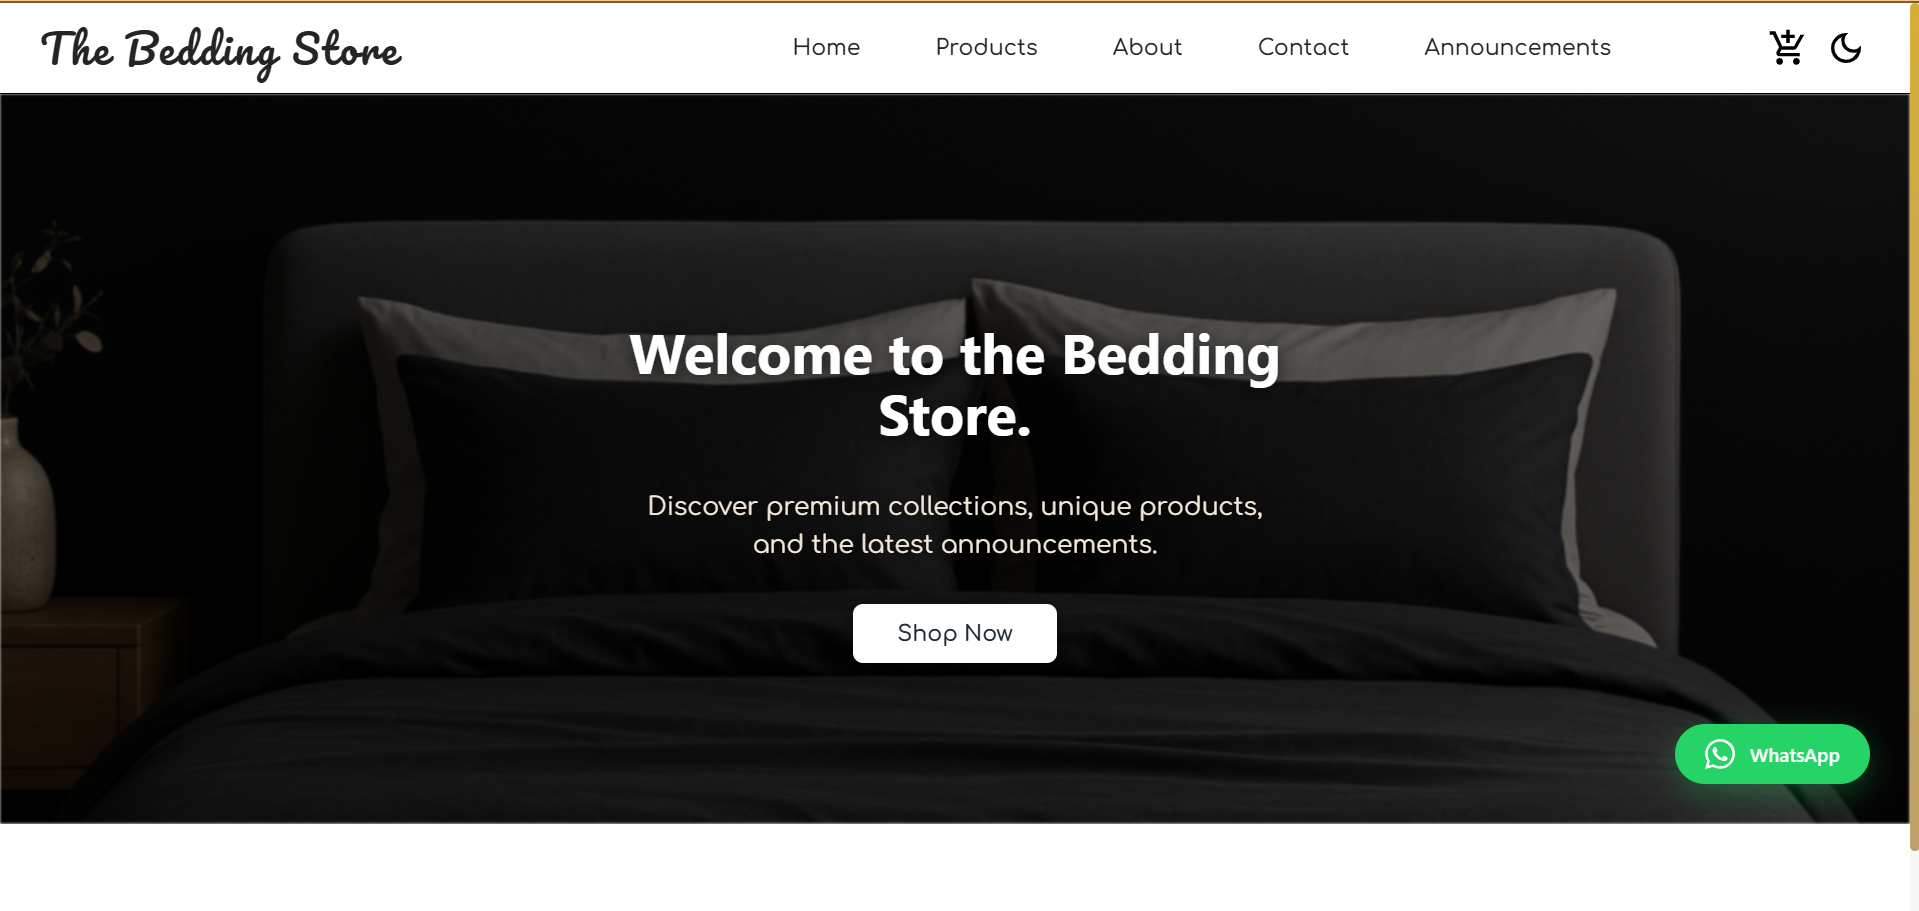 The Bedding Store
Home Products About Contact Announcements
Welcome to the Bedding
Store.
Discover premium collections, unique products,
and the latest announcements.
Shop Now
WhatsApp